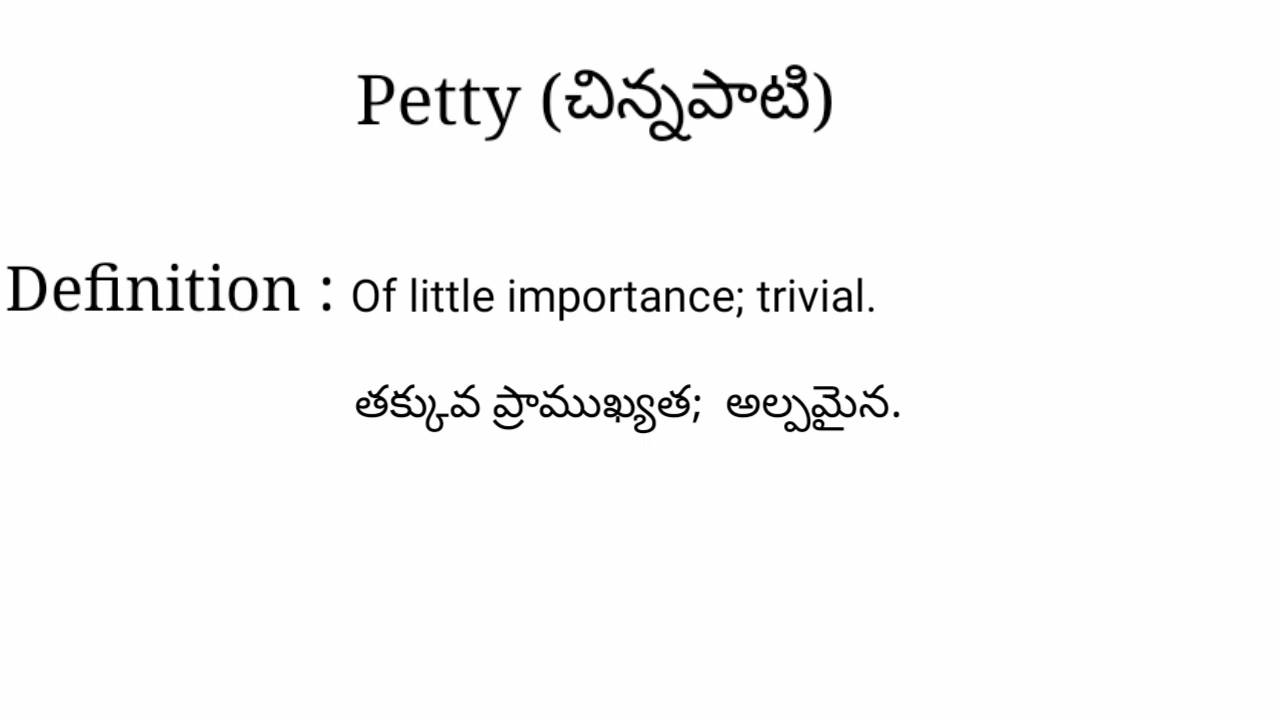 Petty (చిన్నపాటి)
Definition : Of little importance; trivial.
తక్కువ ప్రాముఖ్యత; అల్పమైన.